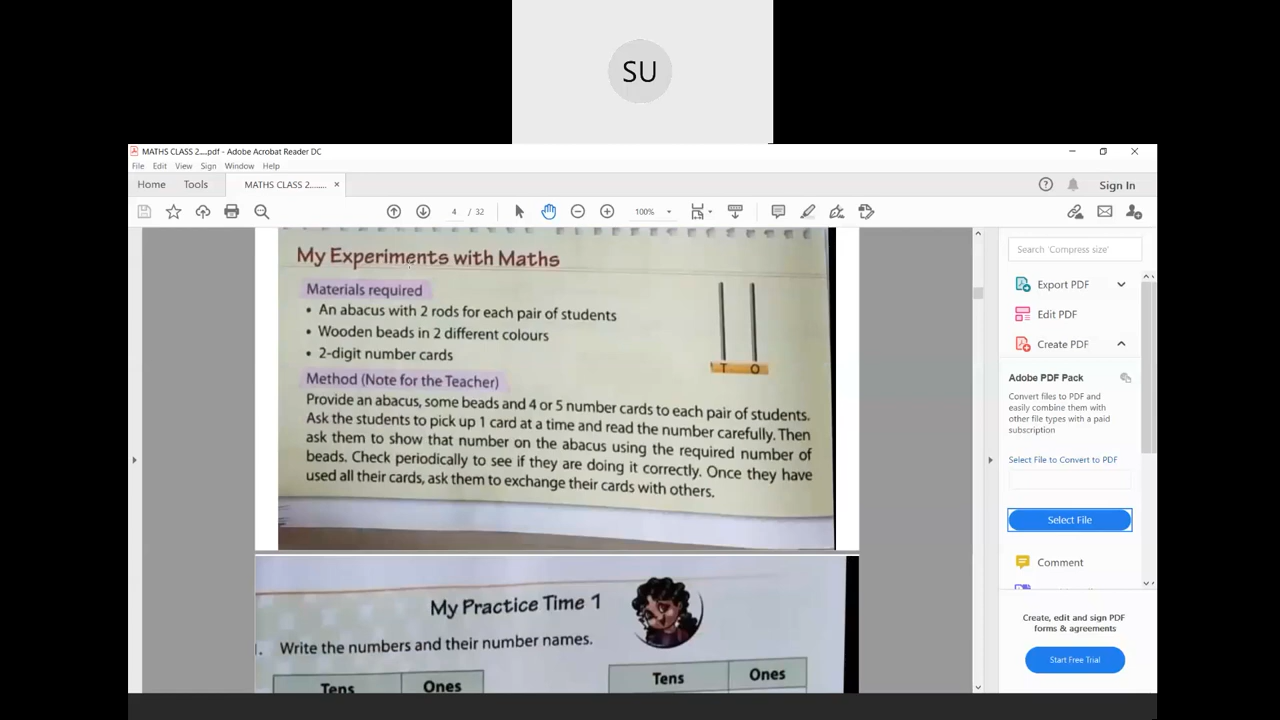 SU
MATHS CLASS 2.....pdf - Adobe Acrobat Reader DC
File Edit View Sign Window Help
Home Tools MATHS CLASS 2........ ×
Sign In
4 / 32 100%
My Experiments with Maths
Materials required
• An abacus with 2 rods for each pair of students
• Wooden beads in 2 different colours
• 2-digit number cards
T O
Method (Note for the Teacher)
Provide an abacus, some beads and 4 or 5 number cards to each pair of students.
Ask the students to pick up 1 card at a time and read the number carefully. Then
ask them to show that number on the abacus using the required number of
beads. Check periodically to see if they are doing it correctly. Once they have
used all their cards, ask them to exchange their cards with others.
My Practice Time 1
Write the numbers and their number names.
Tens Ones
Tens Ones
Search 'Compress size'
Export PDF
Edit PDF
Create PDF
Adobe PDF Pack
Convert files to PDF and
easily combine them with
other file types with a paid
subscription
Select File to Convert to PDF
Select File
Comment
Create, edit and sign PDF
forms & agreements
Start Free Trial